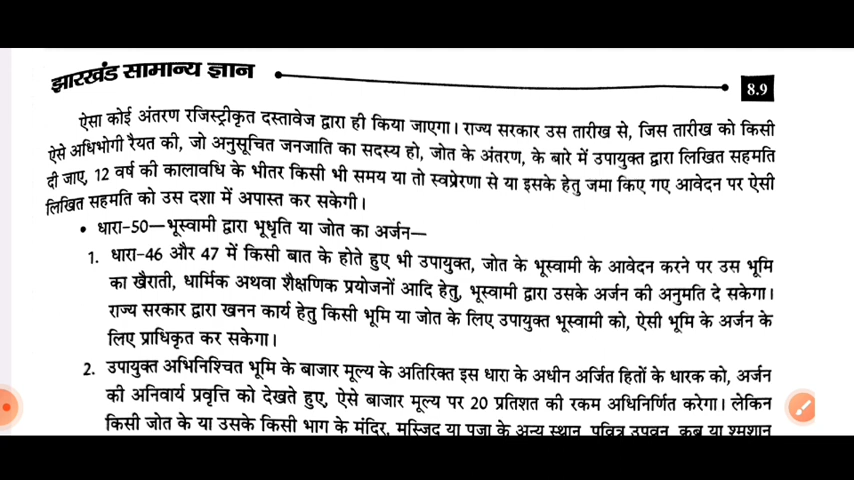 झारखंड सामान्य ज्ञान
8.9
ऐसा कोई अंतरण रजिस्ट्रीकृत दस्तावेज द्वारा ही किया जाएगा। राज्य सरकार उस तारीख से, जिस तारीख को किसी
ऐसे अधिभोगी रैयत की, जो अनुसूचित जनजाति का सदस्य हो, जोत के अंतरण, के बारे में उपायुक्त द्वारा लिखित सहमति
दी जाए, 12 वर्ष की कालावधि के भीतर किसी भी समय या तो स्वप्रेरणा से या इसके हेतु जमा किए गए आवेदन पर ऐसी
लिखित सहमति को उस दशा में अपास्त कर सकेगी।
• धारा-50—भूस्वामी द्वारा भूधृति या जोत का अर्जन—
1. धारा-46 और 47 में किसी बात के होते हुए भी उपायुक्त, जोत के भूस्वामी के आवेदन करने पर उस भूमि
का खैराती, धार्मिक अथवा शैक्षणिक प्रयोजनों आदि हेतु, भूस्वामी द्वारा उसके अर्जन की अनुमति दे सकेगा।
राज्य सरकार द्वारा खनन कार्य हेतु किसी भूमि या जोत के लिए उपायुक्त भूस्वामी को, ऐसी भूमि के अर्जन के
लिए प्राधिकृत कर सकेगा।
2. उपायुक्त अभिनिश्चित भूमि के बाजार मूल्य के अतिरिक्त इस धारा के अधीन अर्जित हितों के धारक को, अर्जन
की अनिवार्य प्रवृत्ति को देखते हुए, ऐसे बाजार मूल्य पर 20 प्रतिशत की रकम अधिनिर्णित करेगा। लेकिन
किसी जोत के या उसके किसी भाग के मंदिर, मस्जिद या पूजा के अन्य स्थान, पवित्र उपवन, कब्र या श्मशान